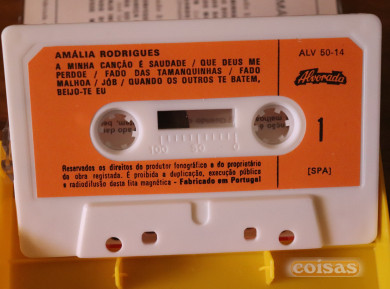 AMÁLIA RODRIGUES
ALV 50-14
A MINHA CANÇÃO É SAUDADE / QUE DEUS ME
PERDOE / FADO DAS TAMANQUINHAS / FADO
MALHOA / JÓB / QUANDO OS OUTROS TE BATEM,
BEIJO-TE EU
Alvorada
1
100 50 0
Reservados os direitos do produtor fonográfico e do proprietário
da obra registada. É proibida a duplicação, execução pública
e radiodifusão desta fita magnética - Fabricado em Portugal
[SPA]
coisas